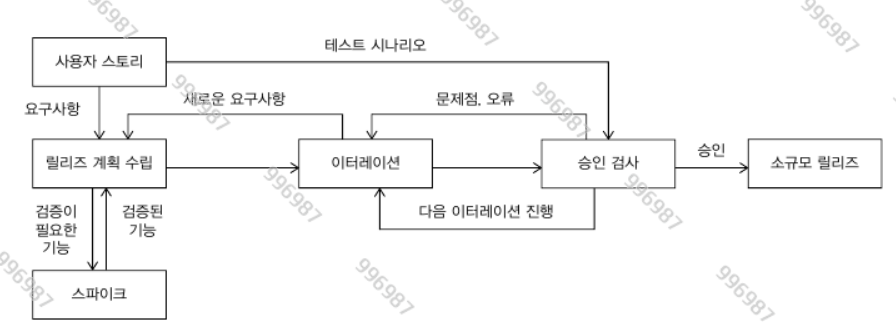 996987
996987
996987
테스트 시나리오
사용자 스토리
996987
996987
요구사항
새로운 요구사항
문제점, 오류
릴리즈 계획 수립
이터레이션
승인 검사
승인
소규모 릴리즈
996987
996987
검증이
필요한
기능
검증된
기능
다음 이터레이션 진행
996987
996987
996987
스파이크